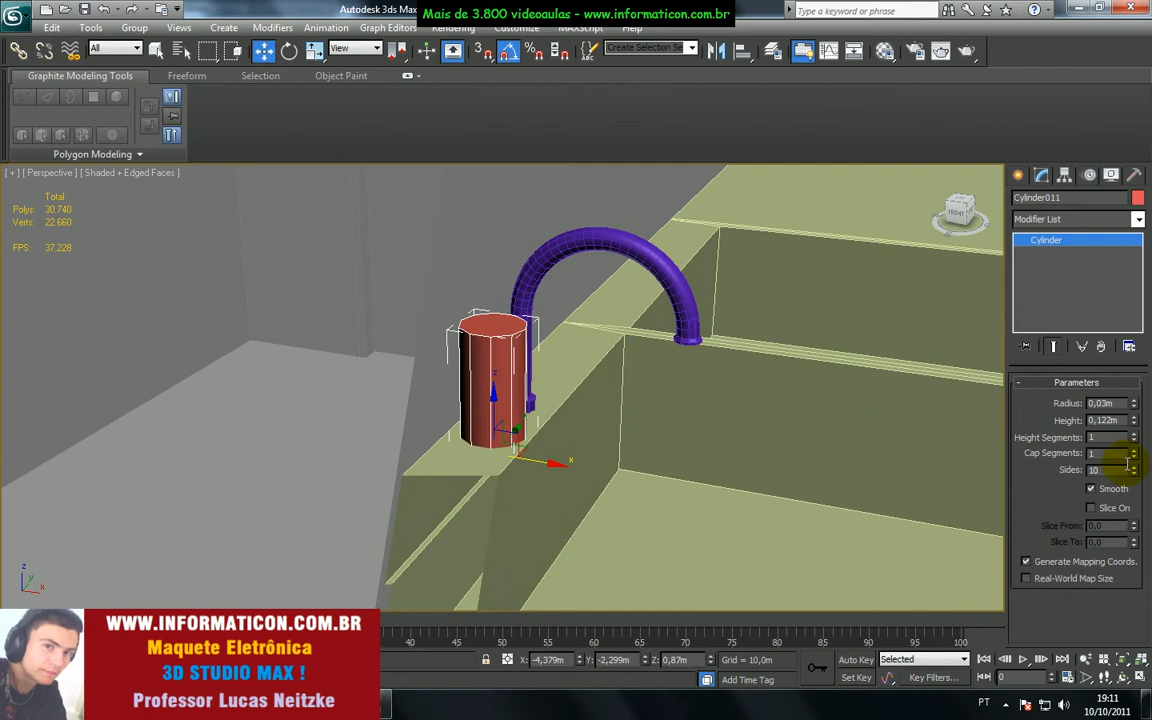 Autodesk 3ds Max
Mais de 3.800 videoaulas - www.informaticon.com.br
Type a keyword or phrase
Edit Tools Group Views Create Modifiers Animation Graph Editors Rendering Customize MAXScript Help
All
View
Create Selection Se
Graphite Modeling Tools Freeform Selection Object Paint
Polygon Modeling
[ + ] [ Perspective ] [ Shaded + Edged Faces ]
Total
Polys: 30.740
Verts: 22.660
FPS: 37,228
FRONT
Cylinder011
Modifier List
Cylinder
Parameters
Radius: 0,03m
Height: 0,122m
Height Segments: 1
Cap Segments: 1
Sides: 10
Smooth
Slice On
Slice From: 0,0
Slice To: 0,0
Generate Mapping Coords.
Real-World Map Size
z
x
z
y
x
40 45 50 55 60 65 70 75 80 85 90 95 100
X: -4,379m Y: -2,299m Z: 0,87m Grid = 10,0m
Add Time Tag
Auto Key Selected
Set Key Key Filters...
0
WWW.INFORMATICON.COM.BR
Maquete Eletrônica
3D STUDIO MAX !
Professor Lucas Neitzke
PT
19:11
10/10/2011